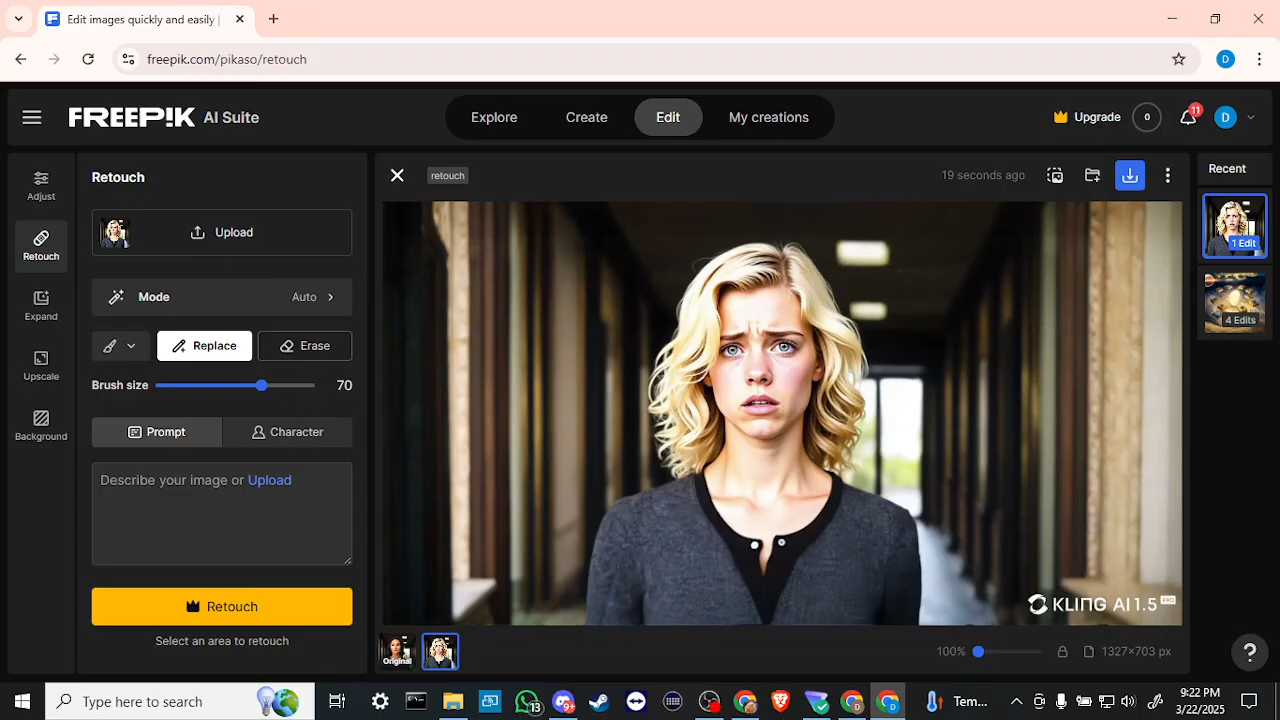 Edit images quickly and easily |
freepik.com/pikaso/retouch
FREEP!K AI Suite
Explore
Create
Edit
My creations
Upgrade
0
11
D
Adjust
Retouch
Expand
Upscale
Background
Retouch
Upload
Mode
Auto
Replace
Erase
Brush size
70
Prompt
Character
Describe your image or Upload
Retouch
Select an area to retouch
retouch
19 seconds ago
KLING AI 1.5 PRO
Original
100%
1327×703 px
Recent
1 Edit
4 Edits
?
Type here to search
13
9+
Tem...
9:22 PM
3/22/2025